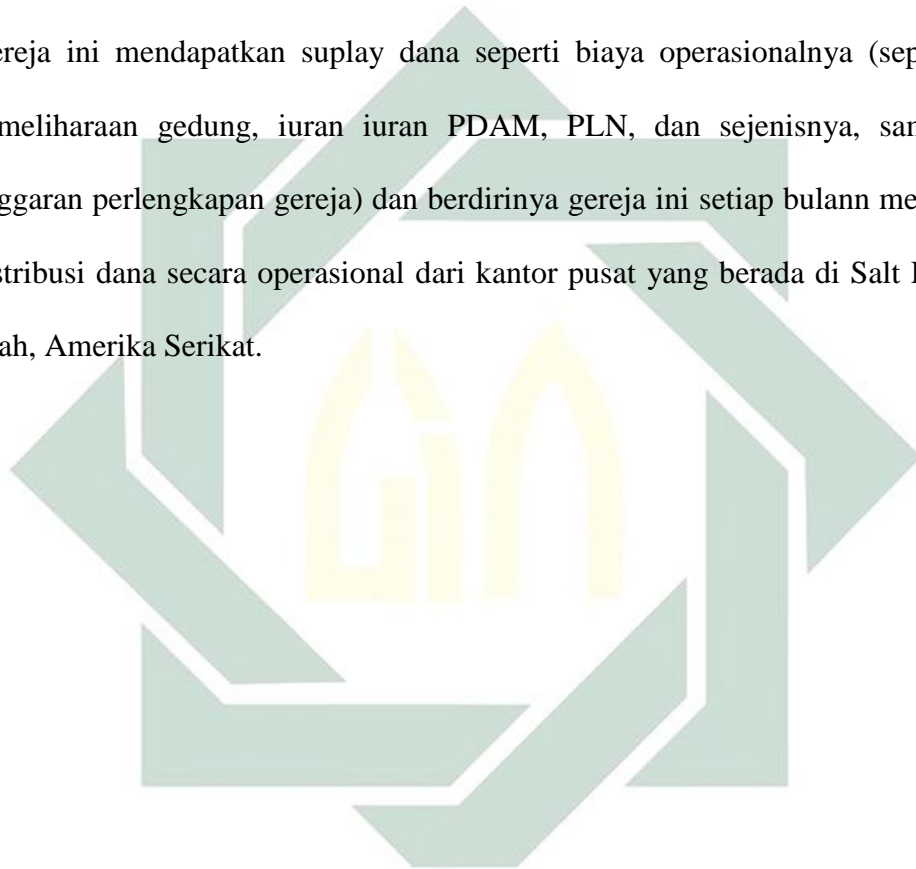 ereja ini mendapatkan suplay dana seperti biaya operasionalnya (sep
meliharaan gedung, iuran iuran PDAM, PLN, dan sejenisnya, sam
ggaran perlengkapan gereja) dan berdirinya gereja ini setiap bulann me
stribusi dana secara operasional dari kantor pusat yang berada di Salt
ah, Amerika Serikat.